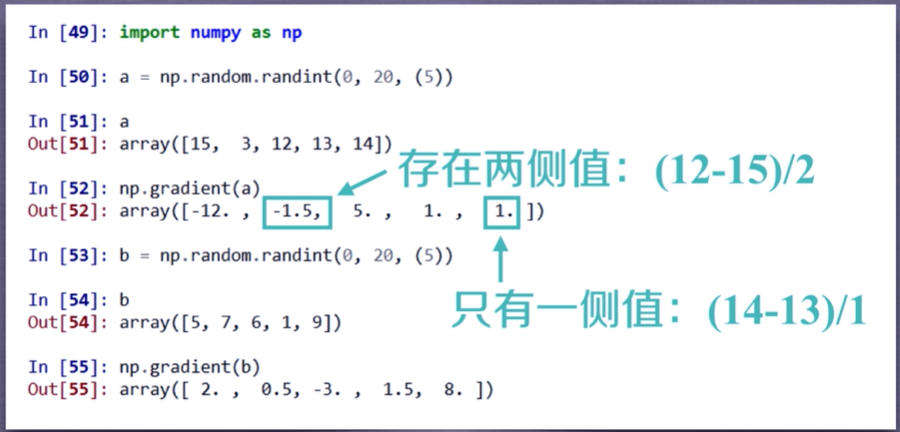 In [49]: import numpy as np
In [50]: a = np.random.randint(0, 20, (5))
In [51]: a
Out[51]: array([15,  3, 12, 13, 14])
存在两侧值：(12-15)/2
In [52]: np.gradient(a)
Out[52]: array([-12. ,  -1.5,   5. ,   1. ,   1. ])
In [53]: b = np.random.randint(0, 20, (5))
只有一侧值：(14-13)/1
In [54]: b
Out[54]: array([5, 7, 6, 1, 9])
In [55]: np.gradient(b)
Out[55]: array([ 2. ,  0.5, -3. ,  1.5,  8. ])